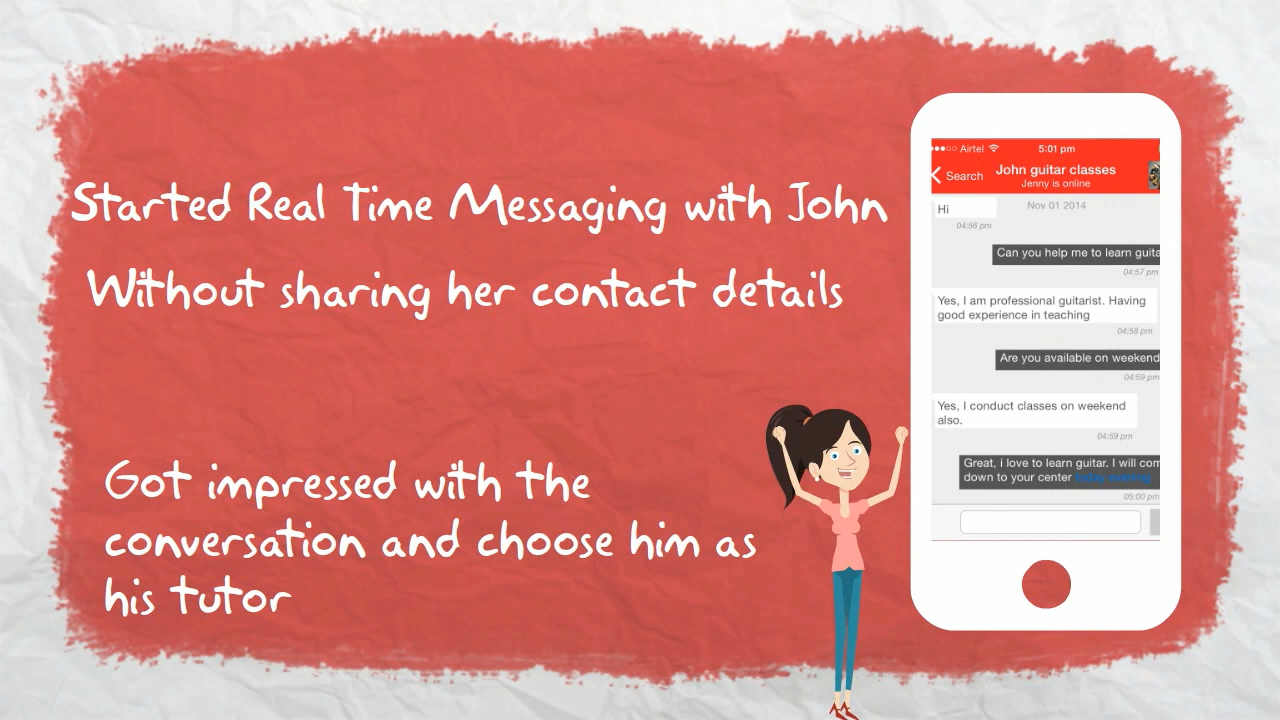 Started Real Time Messaging with John
Without sharing her contact details
Got impressed with the
conversation and choose him as
his tutor
Airtel 5:01 pm
Search John guitar classes
Jenny is online
Nov 01 2014
Hi
04:56 pm
Can you help me to learn guita
04:57 pm
Yes, I am professional guitarist. Having
good experience in teaching
04:58 pm
Are you available on weekend
04:59 pm
Yes, I conduct classes on weekend
also.
04:59 pm
Great, i love to learn guitar. I will com
down to your center today evening.
05:00 pm